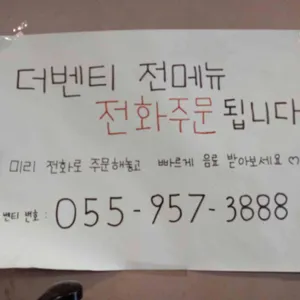 더벤티 전메뉴
전화주문 됩니다
미리 전화로 주문해놓고 빠르게 음료 받아보세요 ♡
벤티 번호 : 055-957-3888